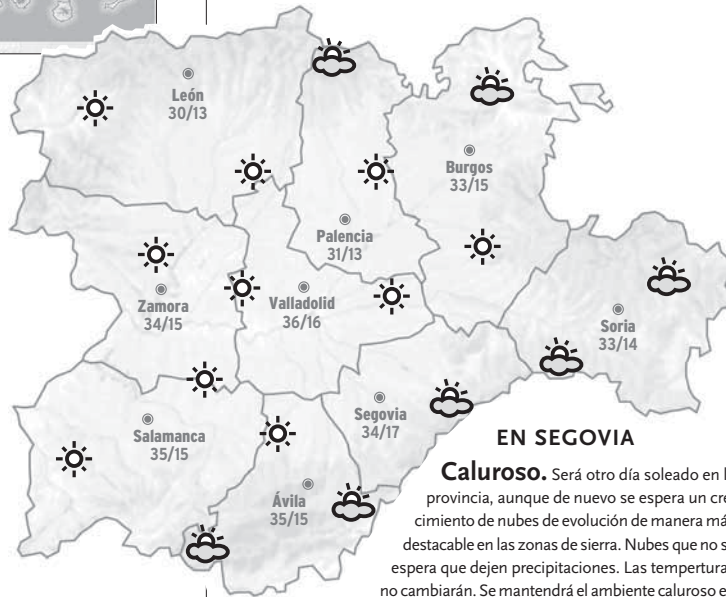 León
30/13
Burgos
33/15
Palencia
31/13
Zamora
34/15
Valladolid
36/16
Soria
33/14
Segovia
34/17
Salamanca
35/15
Ávila
35/15
EN SEGOVIA
Caluroso. Será otro día soleado en l
provincia, aunque de nuevo se espera un cre
cimiento de nubes de evolución de manera má
destacable en las zonas de sierra. Nubes que no s
espera que dejen precipitaciones. Las temperatura
no cambiarán. Se mantendrá el ambiente caluroso e